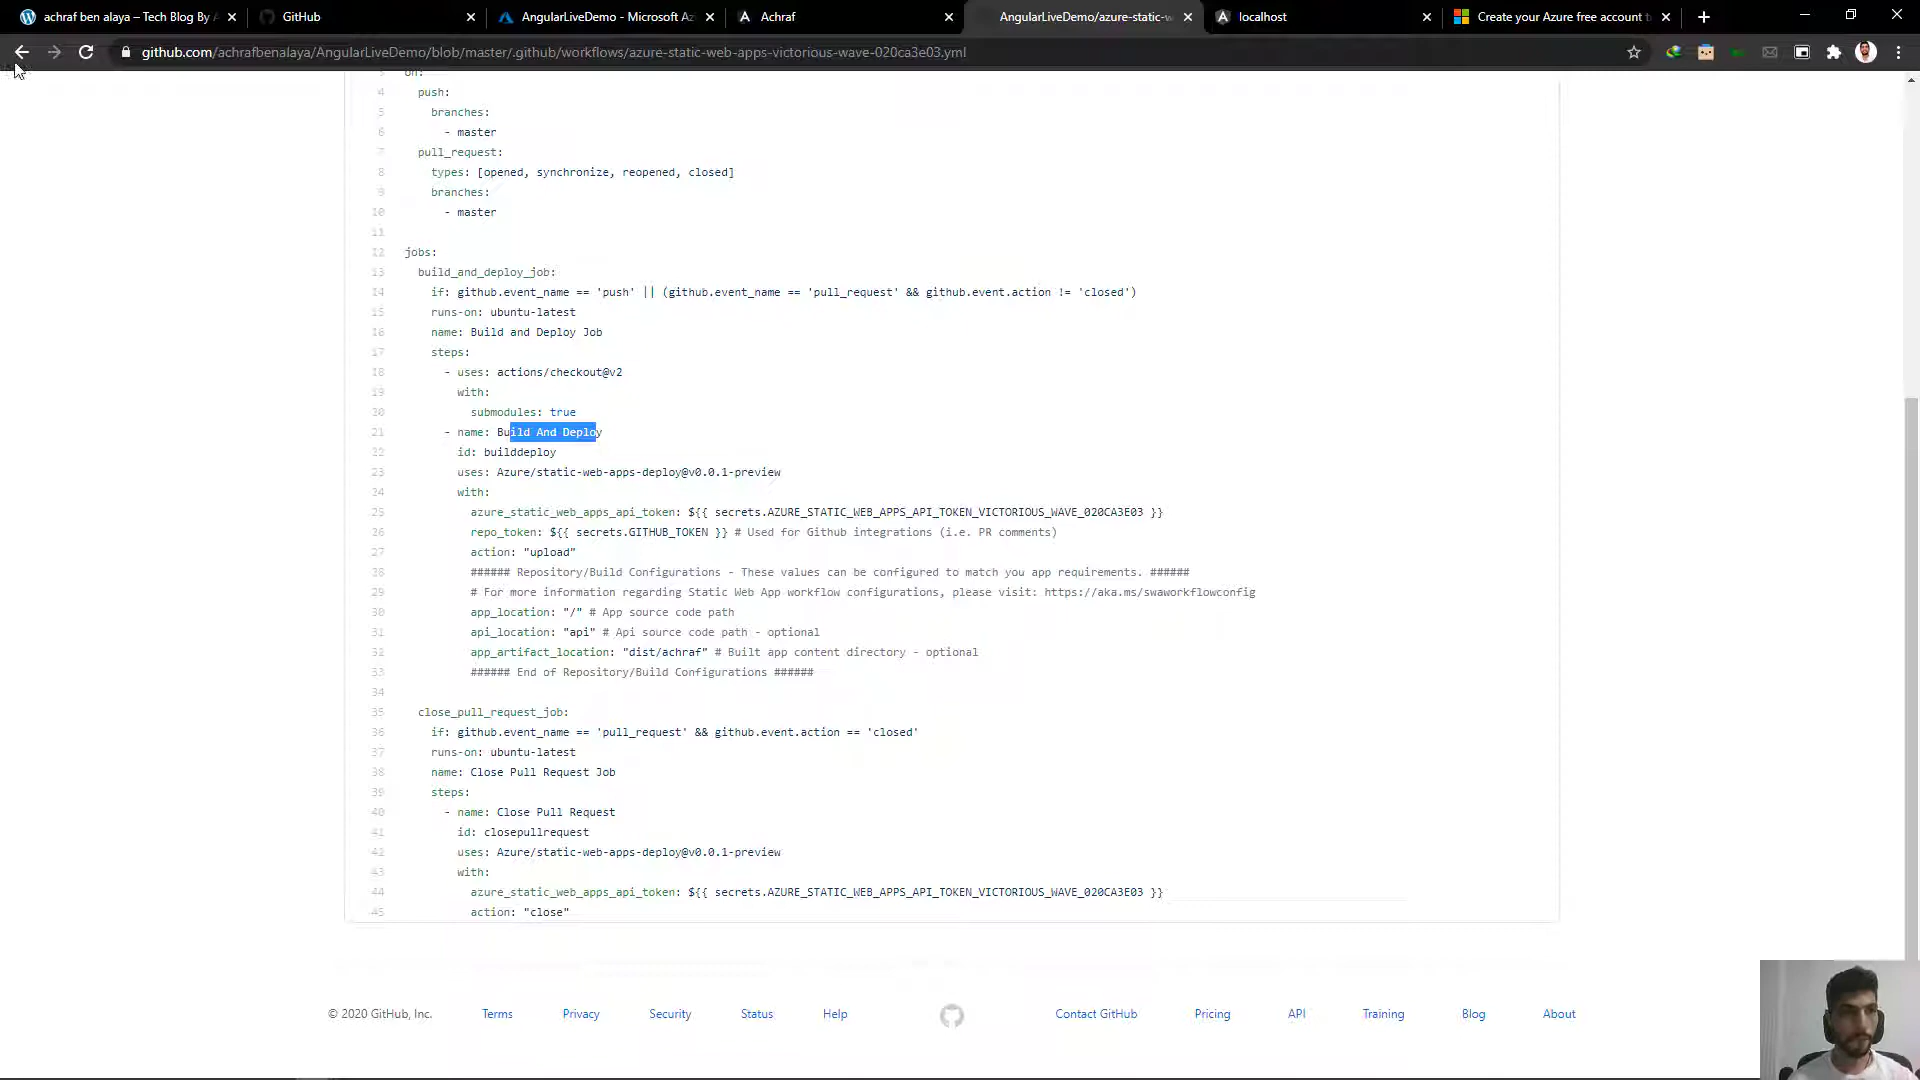 achraf ben alaya – Tech Blog By A
GitHub
AngularLiveDemo - Microsoft Az
Achraf
AngularLiveDemo/azure-static-w
localhost
Create your Azure free account t
github.com/achrafbenalaya/AngularLiveDemo/blob/master/.github/workflows/azure-static-web-apps-victorious-wave-020ca3e03.yml
3 on:
4 push:
5 branches:
6 - master
7 pull_request:
8 types: [opened, synchronize, reopened, closed]
9 branches:
10 - master
11
12 jobs:
13 build_and_deploy_job:
14 if: github.event_name == 'push' || (github.event_name == 'pull_request' && github.event.action != 'closed')
15 runs-on: ubuntu-latest
16 name: Build and Deploy Job
17 steps:
18 - uses: actions/checkout@v2
19 with:
20 submodules: true
21 - name: Build And Deploy
22 id: builddeploy
23 uses: Azure/static-web-apps-deploy@v0.0.1-preview
24 with:
25 azure_static_web_apps_api_token: ${{ secrets.AZURE_STATIC_WEB_APPS_API_TOKEN_VICTORIOUS_WAVE_020CA3E03 }}
26 repo_token: ${{ secrets.GITHUB_TOKEN }} # Used for Github integrations (i.e. PR comments)
27 action: "upload"
28 ###### Repository/Build Configurations - These values can be configured to match you app requirements. ######
29 # For more information regarding Static Web App workflow configurations, please visit: https://aka.ms/swaworkflowconfig
30 app_location: "/" # App source code path
31 api_location: "api" # Api source code path - optional
32 app_artifact_location: "dist/achraf" # Built app content directory - optional
33 ###### End of Repository/Build Configurations ######
34
35 close_pull_request_job:
36 if: github.event_name == 'pull_request' && github.event.action == 'closed'
37 runs-on: ubuntu-latest
38 name: Close Pull Request Job
39 steps:
40 - name: Close Pull Request
41 id: closepullrequest
42 uses: Azure/static-web-apps-deploy@v0.0.1-preview
43 with:
44 azure_static_web_apps_api_token: ${{ secrets.AZURE_STATIC_WEB_APPS_API_TOKEN_VICTORIOUS_WAVE_020CA3E03 }}
45 action: "close"
© 2020 GitHub, Inc. Terms Privacy Security Status Help Contact GitHub Pricing API Training Blog About